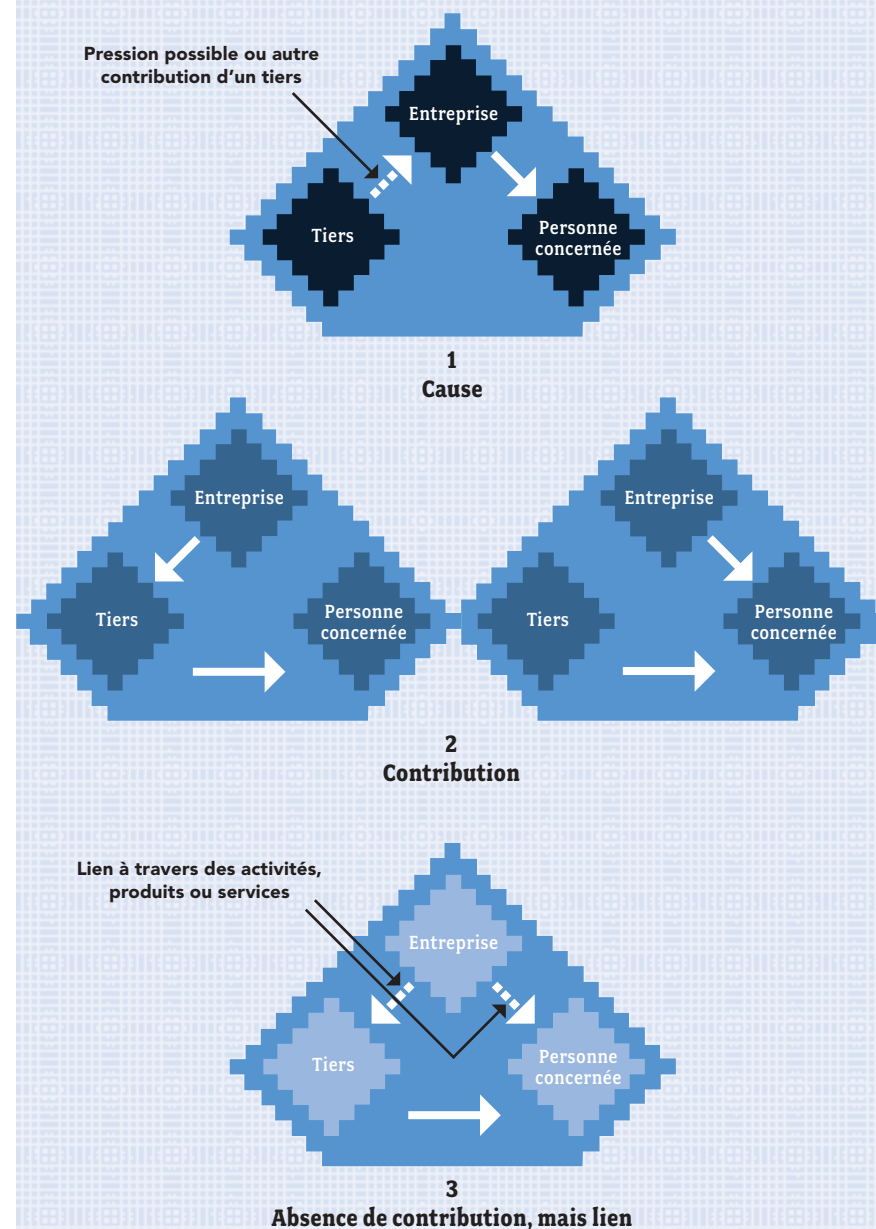 Pression possible ou autre
contribution d'un tiers
Entreprise
Tiers
Personne
concernée
1
Cause
Entreprise
Tiers
Personne
concernée
Entreprise
Tiers
Personne
concernée
2
Contribution
Lien à travers des activités,
produits ou services
Entreprise
Tiers
Personne
concernée
3
Absence de contribution, mais lien